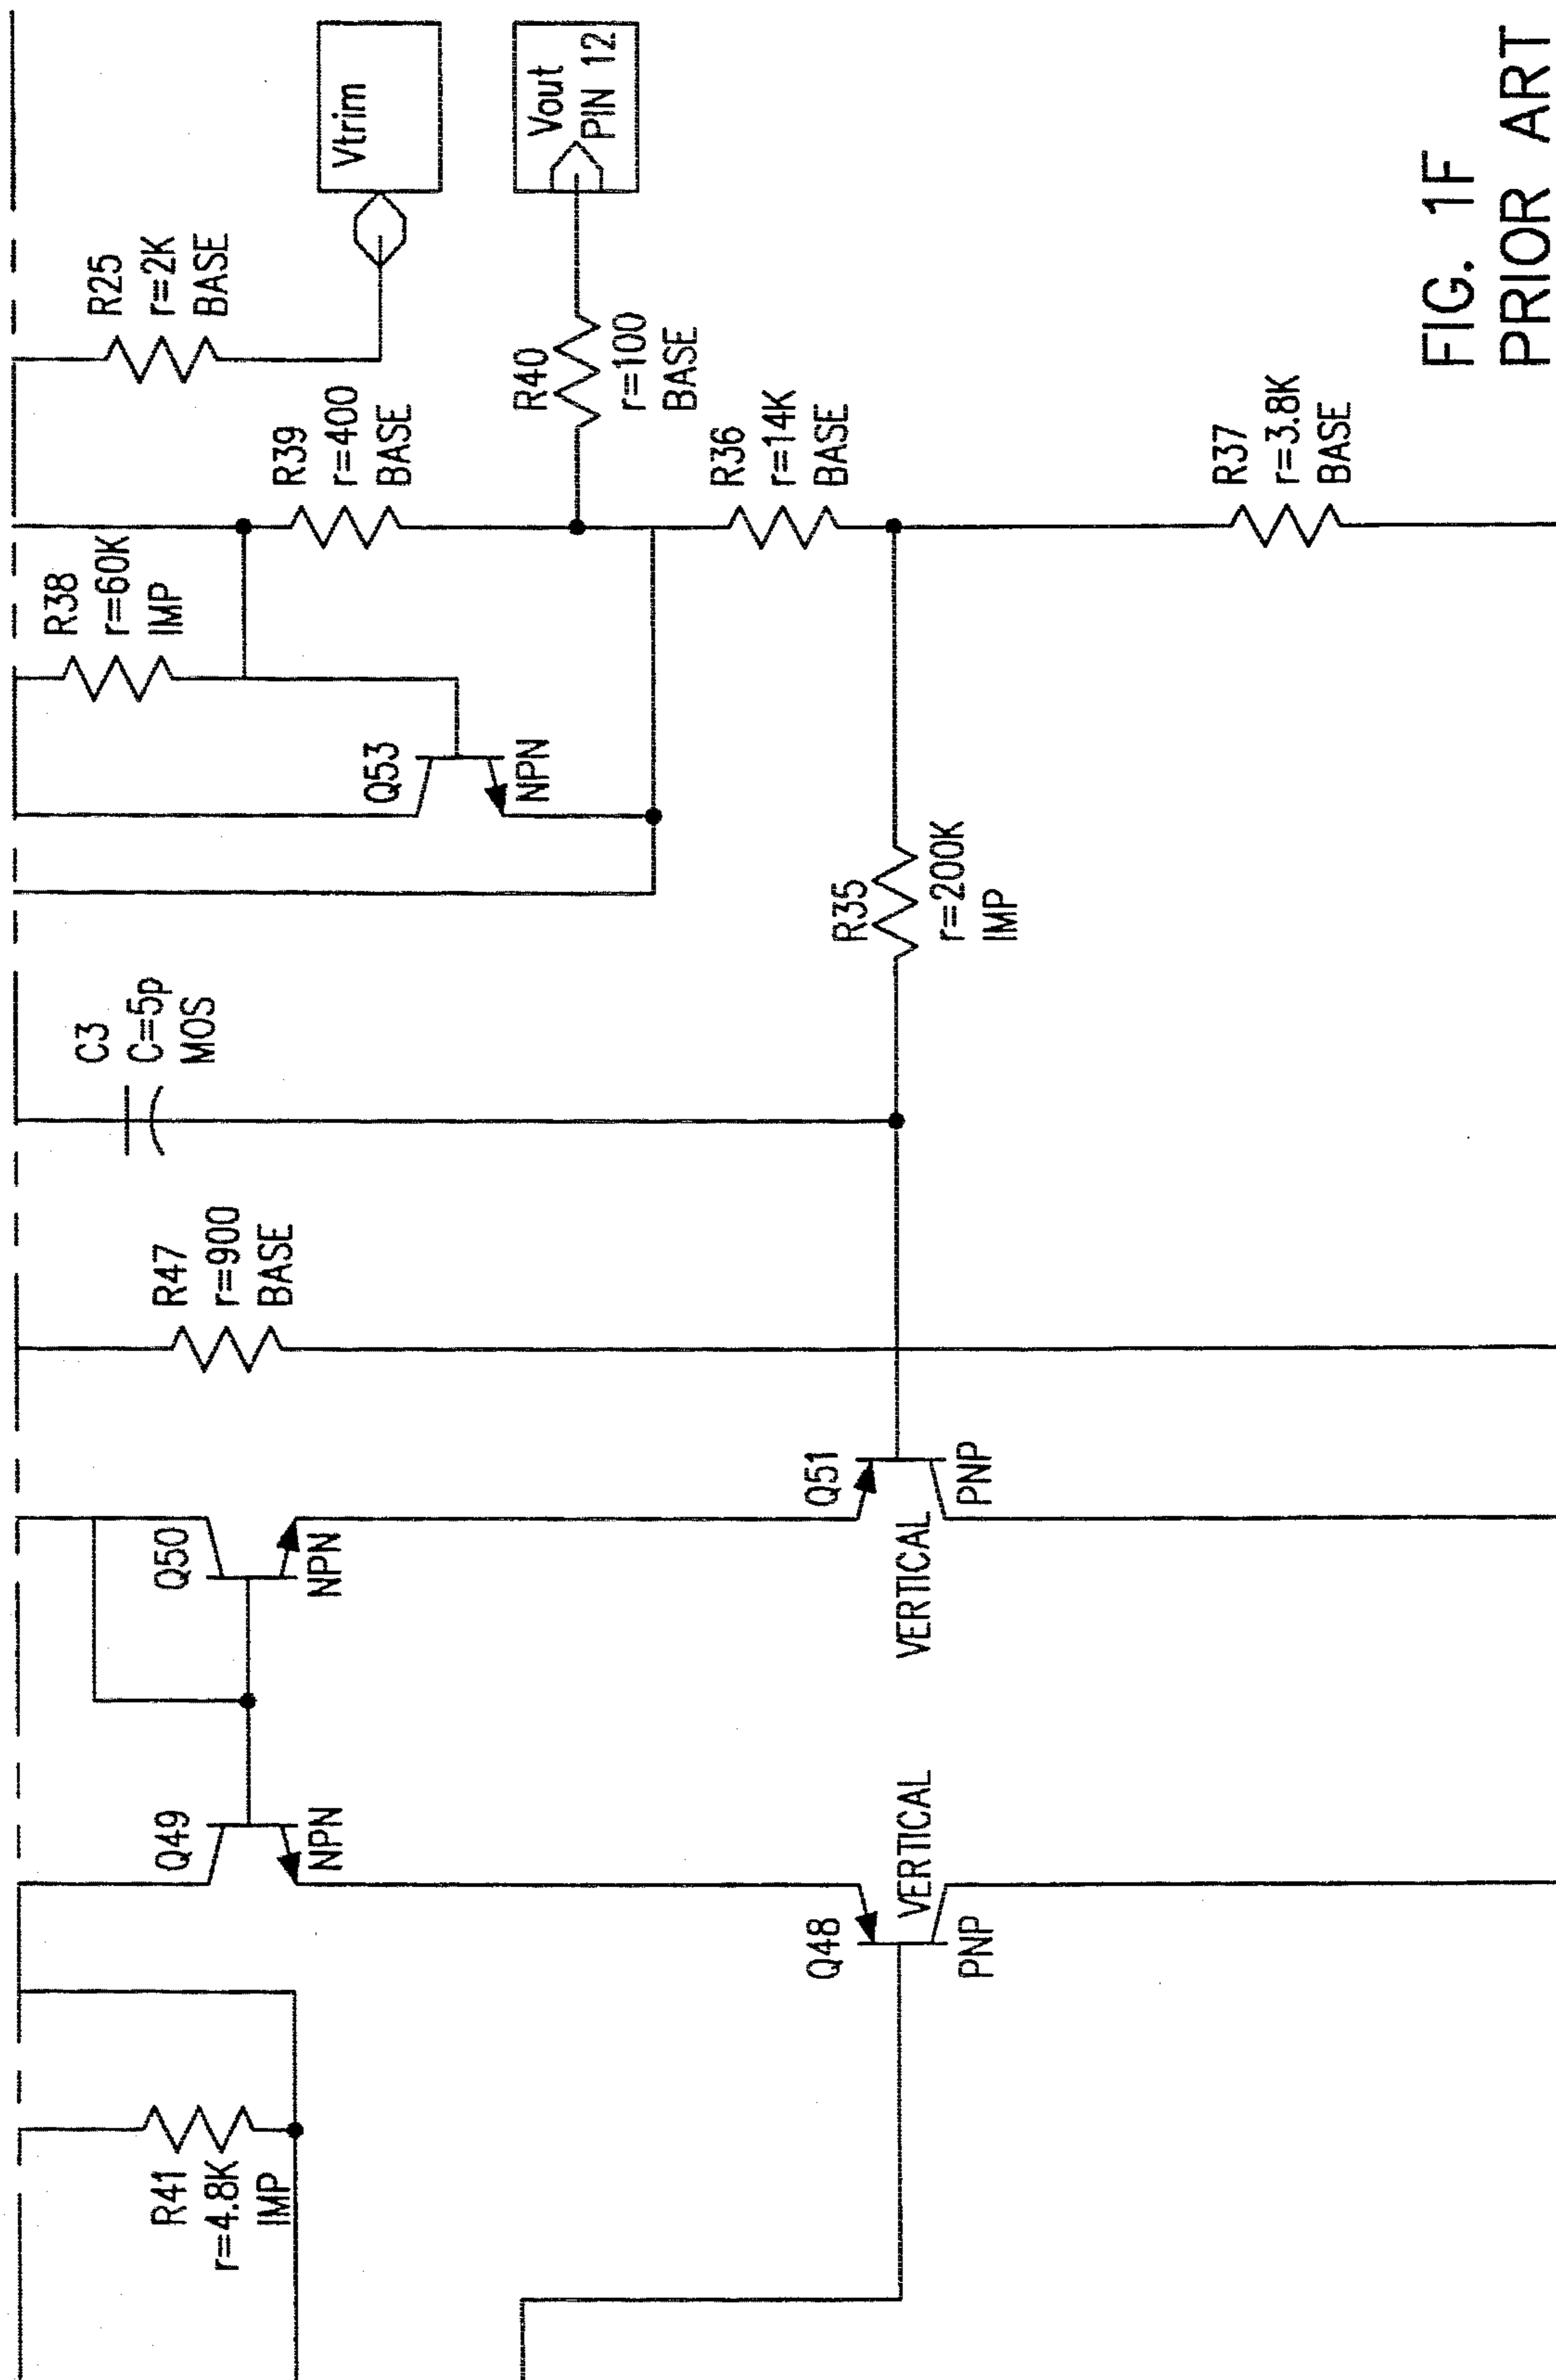 R41
r=4.8K
IMP
Q49
NPN
Q50
NPN
R47
r=900
BASE
C3
C=5p
MOS
R38
r=60K
IMP
R25
r=2K
BASE
Vtrim
Q53
NPN
R39
r=400
BASE
Vout
PIN 12
R40
r=100
BASE
R36
r=14K
BASE
Q48
VERTICAL
PNP
Q51
VERTICAL
PNP
R35
r=200K
IMP
R37
r=3.8K
BASE
FIG. 1F
PRIOR ART